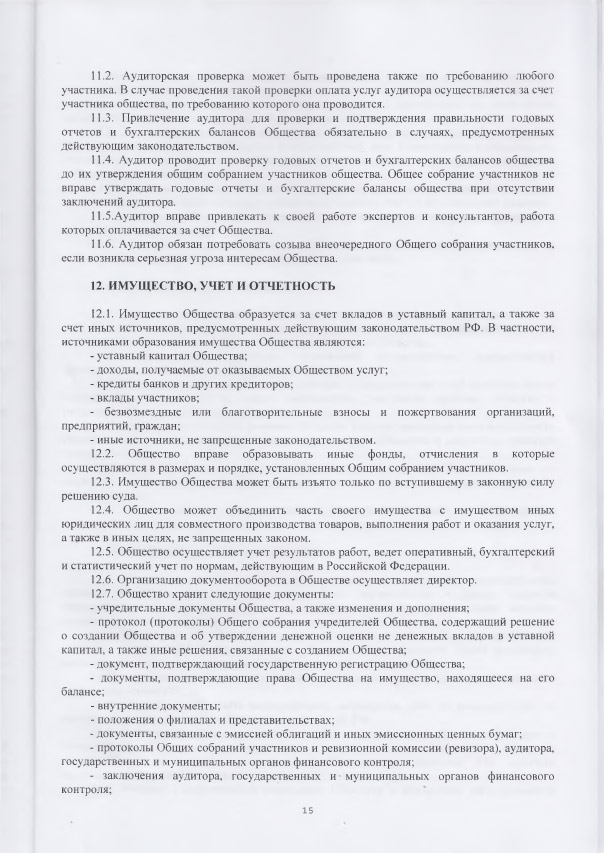 11.2. Аудиторская проверка может быть проведена также по требованию любого
участника. В случае проведения такой проверки оплата услуг аудитора осуществляется за счет
участника общества, по требованию которого она проводится.
11.3. Привлечение аудитора для проверки и подтверждения правильности годовых
отчетов и бухгалтерских балансов Общества обязательно в случаях, предусмотренных
действующим законодательством.
11.4. Аудитор проводит проверку годовых отчетов и бухгалтерских балансов общества
до их утверждения общим собранием участников общества. Общее собрание участников не
вправе утверждать годовые отчеты и бухгалтерские балансы общества при отсутствии
заключений аудитора.
11.5.Аудитор вправе привлекать к своей работе экспертов и консультантов, работа
которых оплачивается за счет Общества.
11.6. Аудитор обязан потребовать созыва внеочередного Общего собрания участников,
если возникла серьезная угроза интересам Общества.
12. ИМУЩЕСТВО, УЧЕТ И ОТЧЕТНОСТЬ
12.1. Имущество Общества образуется за счет вкладов в уставный капитал, а также за
счет иных источников, предусмотренных действующим законодательством РФ. В частности,
источниками образования имущества Общества являются:
- уставный капитал Общества;
- доходы, получаемые от оказываемых Обществом услуг;
- кредиты банков и других кредиторов;
- вклады участников;
- безвозмездные или благотворительные взносы и пожертвования организаций,
предприятий, граждан;
- иные источники, не запрещенные законодательством.
12.2. Общество вправе образовывать иные фонды, отчисления в которые
осуществляются в размерах и порядке, установленных Общим собранием участников.
12.3. Имущество Общества может быть изъято только по вступившему в законную силу
решению суда.
12.4. Общество может объединить часть своего имущества с имуществом иных
юридических лиц для совместного производства товаров, выполнения работ и оказания услуг,
а также в иных целях, не запрещенных законом.
12.5. Общество осуществляет учет результатов работ, ведет оперативный, бухгалтерский
и статистический учет по нормам, действующим в Российской Федерации.
12.6. Организацию документооборота в Обществе осуществляет директор.
12.7. Общество хранит следующие документы:
- учредительные документы Общества, а также изменения и дополнения;
- протокол (протоколы) Общего собрания учредителей Общества, содержащий решение
о создании Общества и об утверждении денежной оценки не денежных вкладов в уставной
капитал, а также иные решения, связанные с созданием Общества;
- документ, подтверждающий государственную регистрацию Общества;
- документы, подтверждающие права Общества на имущество, находящееся на его
балансе;
- внутренние документы;
- положения о филиалах и представительствах;
- документы, связанные с эмиссией облигаций и иных эмиссионных ценных бумаг;
- протоколы Общих собраний участников и ревизионной комиссии (ревизора), аудитора,
государственных и муниципальных органов финансового контроля;
- заключения аудитора, государственных и муниципальных органов финансового
контроля;
15